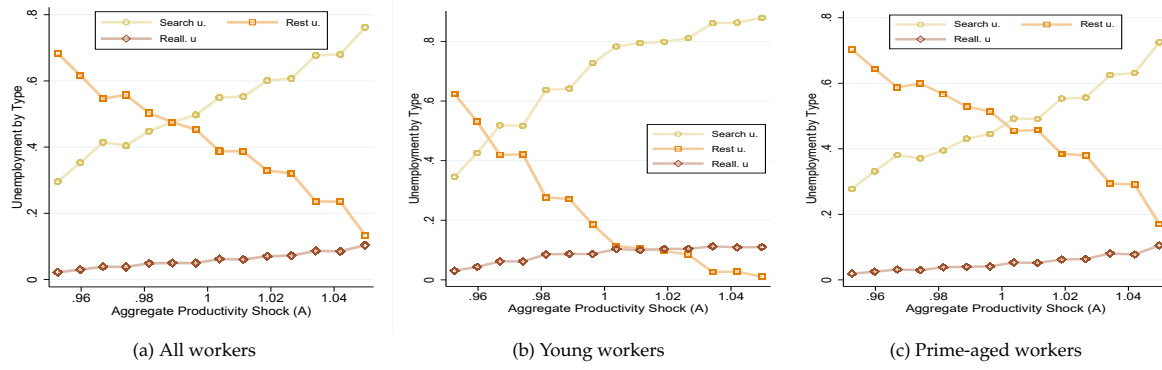 Unemployment by Type
.8
.6
.4
.2
0
Search u.
Rest u.
Reall. u
.96
.98
1
1.02
1.04
Aggregate Productivity Shock (A)
(a) All workers
Unemployment by Type
.8
.6
.4
.2
0
Search u.
Rest u.
Reall. u
.96
.98
1
1.02
1.04
Aggregate Productivity Shock (A)
(b) Young workers
Unemployment by Type
.8
.6
.4
.2
0
Search u.
Rest u.
Reall. u
.96
.98
1
1.02
1.04
Aggregate Productivity Shock (A)
(c) Prime-aged workers